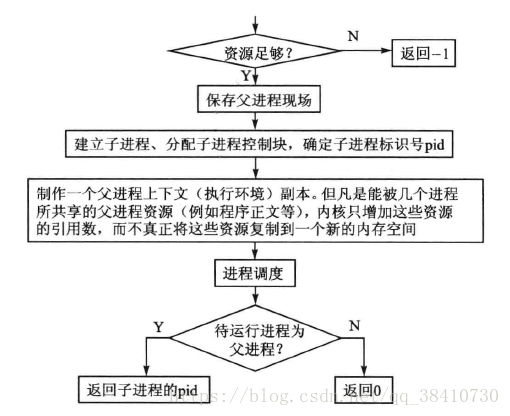 资源足够？
N
返回-1
Y
保存父进程现场
建立子进程、分配子进程控制块，确定子进程标识号pid
制作一个父进程上下文（执行环境）副本。但凡是能被几个进程
所共享的父进程资源（例如程序正文等），内核只增加这些资源
的引用数，而不真正将这些资源复制到一个新的内存空间
进程调度
Y
待运行进程为
父进程？
N
返回子进程的pid
返回0
https://blog.csdn.net/qq_38410730